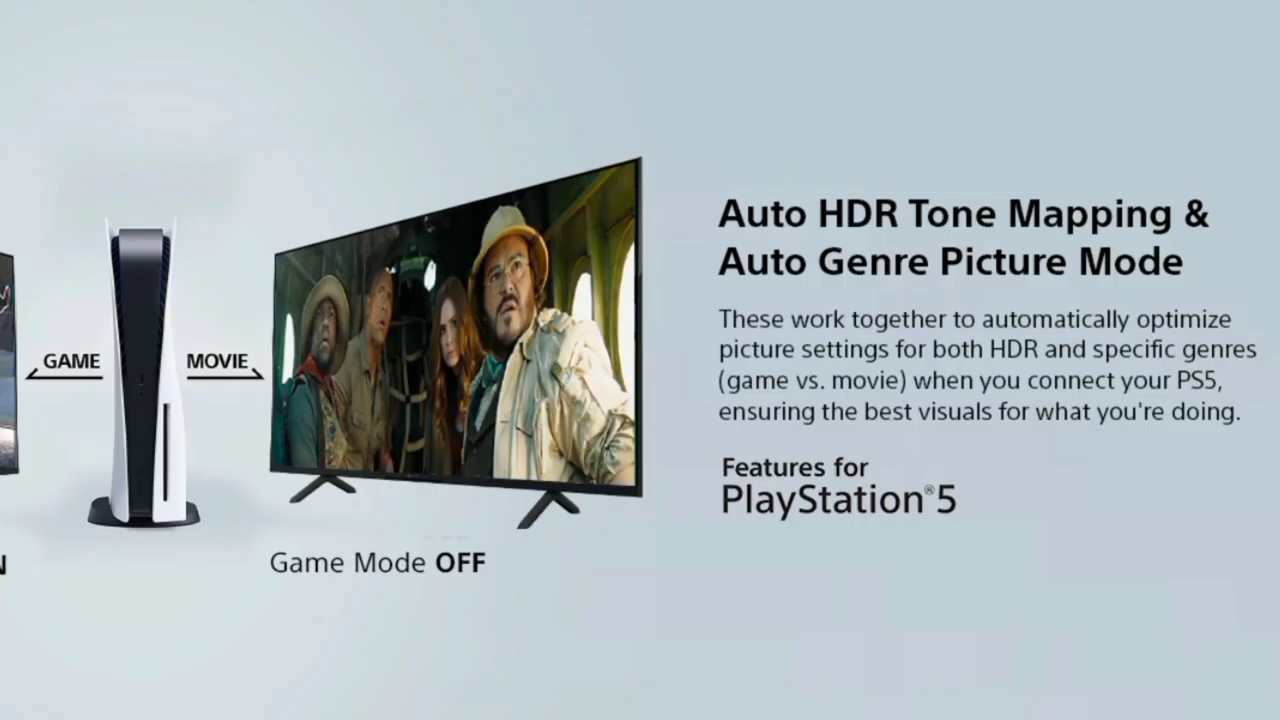 Auto HDR Tone Mapping &
Auto Genre Picture Mode
These work together to automatically optimize
picture settings for both HDR and specific genres
(game vs. movie) when you connect your PS5,
ensuring the best visuals for what you're doing.
Features for
PlayStation®5
GAME
MOVIE
Game Mode OFF